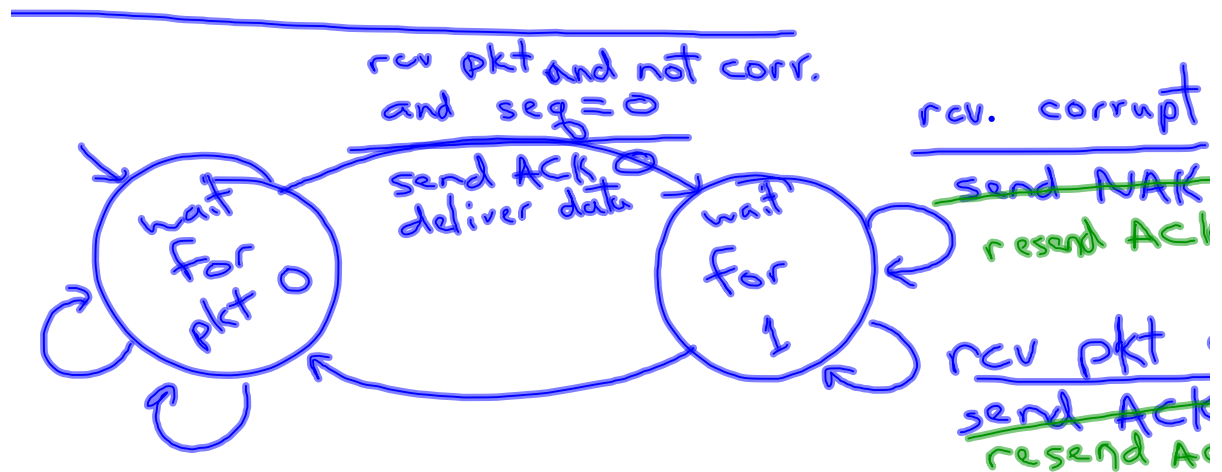 rcv pkt and not corr.
and seq = 0
send ACK 0
deliver data
wait
for
pkt 0
wait
for
1
rcv. corrupt
send NAK
resend ACK
rcv pkt
send ACK
resend AC